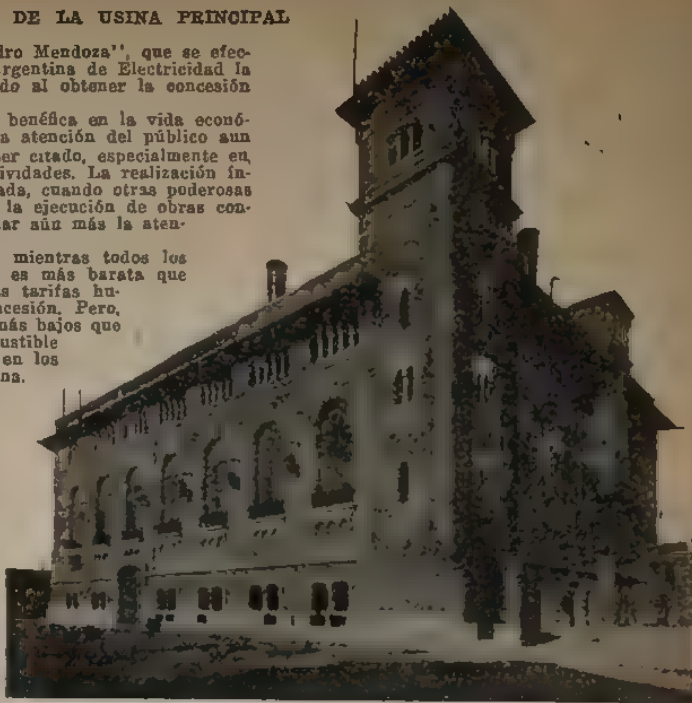 DE LA USINA PRINCIPAL
dro Mendoza'', que se efec-
rgentina de Electricidad la
do al obtener la concesión
benéfica en la vida econó-
a atención del público aun
er citado, especialmente en
ividades. La realización ín-
ada, cuando otras poderosas
la ejecución de obras con-
ar aún más la aten-
mientras todos los
es más barata que
s tarifas hu-
cesión. Pero,
nás bajos que
ustible
en los
na.